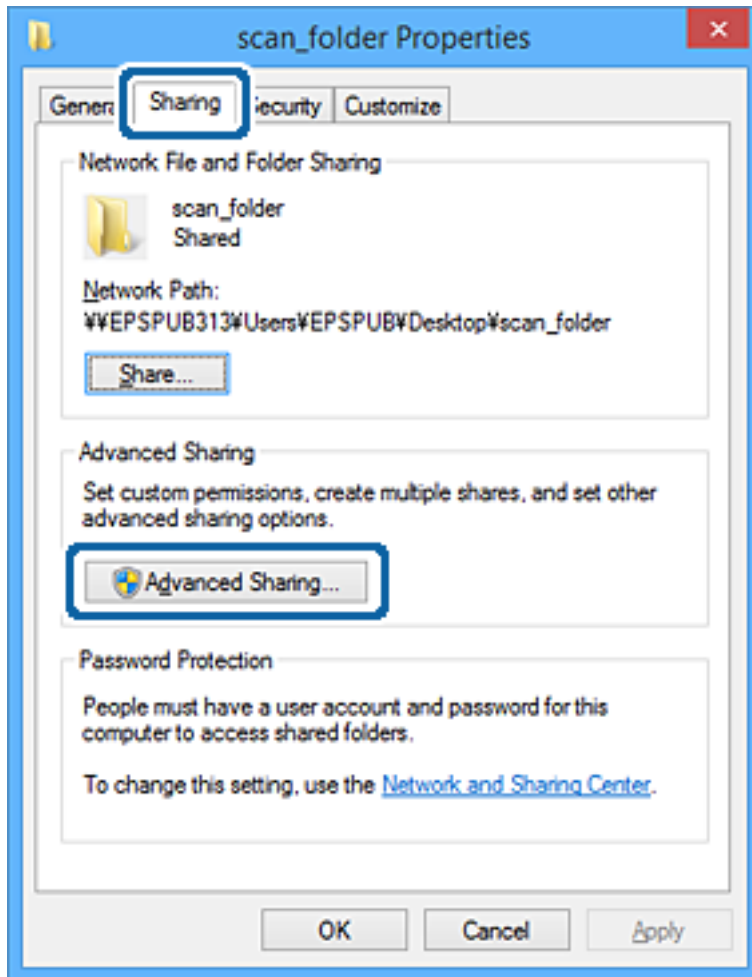 scan_folder Properties
General Sharing Security Customize
Network File and Folder Sharing
scan_folder
Shared
Network Path:
¥¥EPSPUB313¥Users¥EPSPUB¥Desktop¥scan_folder
Share...
Advanced Sharing
Set custom permissions, create multiple shares, and set other
advanced sharing options.
Advanced Sharing...
Password Protection
People must have a user account and password for this
computer to access shared folders.
To change this setting, use the Network and Sharing Center.
OK Cancel Apply